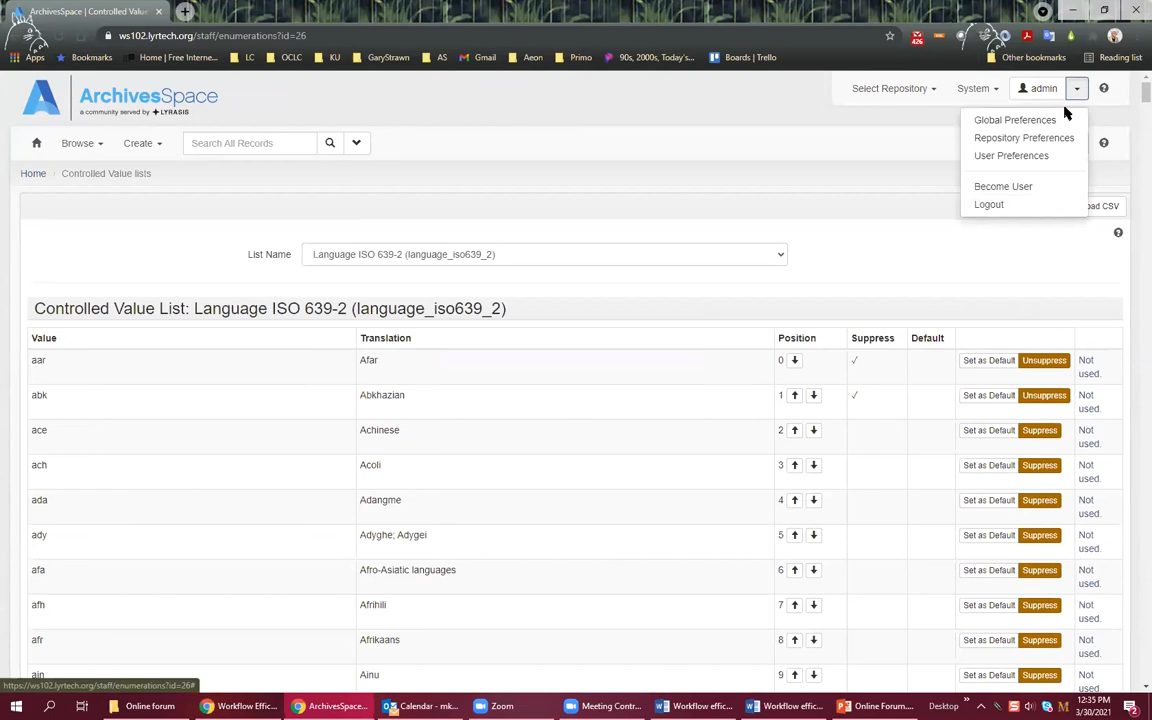 ArchivesSpace | Controlled Valu
ws102.lyrtech.org/staff/enumerations?id=26
426
Apps
Bookmarks
Home | Free Interne...
LC
OCLC
KU
GaryStrawn
AS
Gmail
Aeon
Primo
90s, 2000s, Today's...
Boards | Trello
Other bookmarks
Reading list
ArchivesSpace
a community served by LYRASIS
Select Repository
System
admin
Global Preferences
Repository Preferences
User Preferences
Become User
Logout
Browse
Create
Search All Records
Home / Controlled Value lists
ad CSV
List Name
Language ISO 639-2 (language_iso639_2)
Controlled Value List: Language ISO 639-2 (language_iso639_2)
Value Translation Position Suppress Default
aar Afar 0 ✓ Set as Default Unsuppress Not used.
abk Abkhazian 1 ✓ Set as Default Unsuppress Not used.
ace Achinese 2 Set as Default Suppress Not used.
ach Acoli 3 Set as Default Suppress Not used.
ada Adangme 4 Set as Default Suppress Not used.
ady Adyghe; Adygei 5 Set as Default Suppress Not used.
afa Afro-Asiatic languages 6 Set as Default Suppress Not used.
afh Afrihili 7 Set as Default Suppress Not used.
afr Afrikaans 8 Set as Default Suppress Not used.
ain Ainu 9 Set as Default Suppress Not
https://ws102.lyrtech.org/staff/enumerations?id=26#
Online forum
Workflow Effic...
ArchivesSpace...
Calendar - mk...
Zoom
Meeting Contr...
Workflow effic...
Workflow effic...
Online Forum....
Desktop
12:35 PM
3/30/2021
2